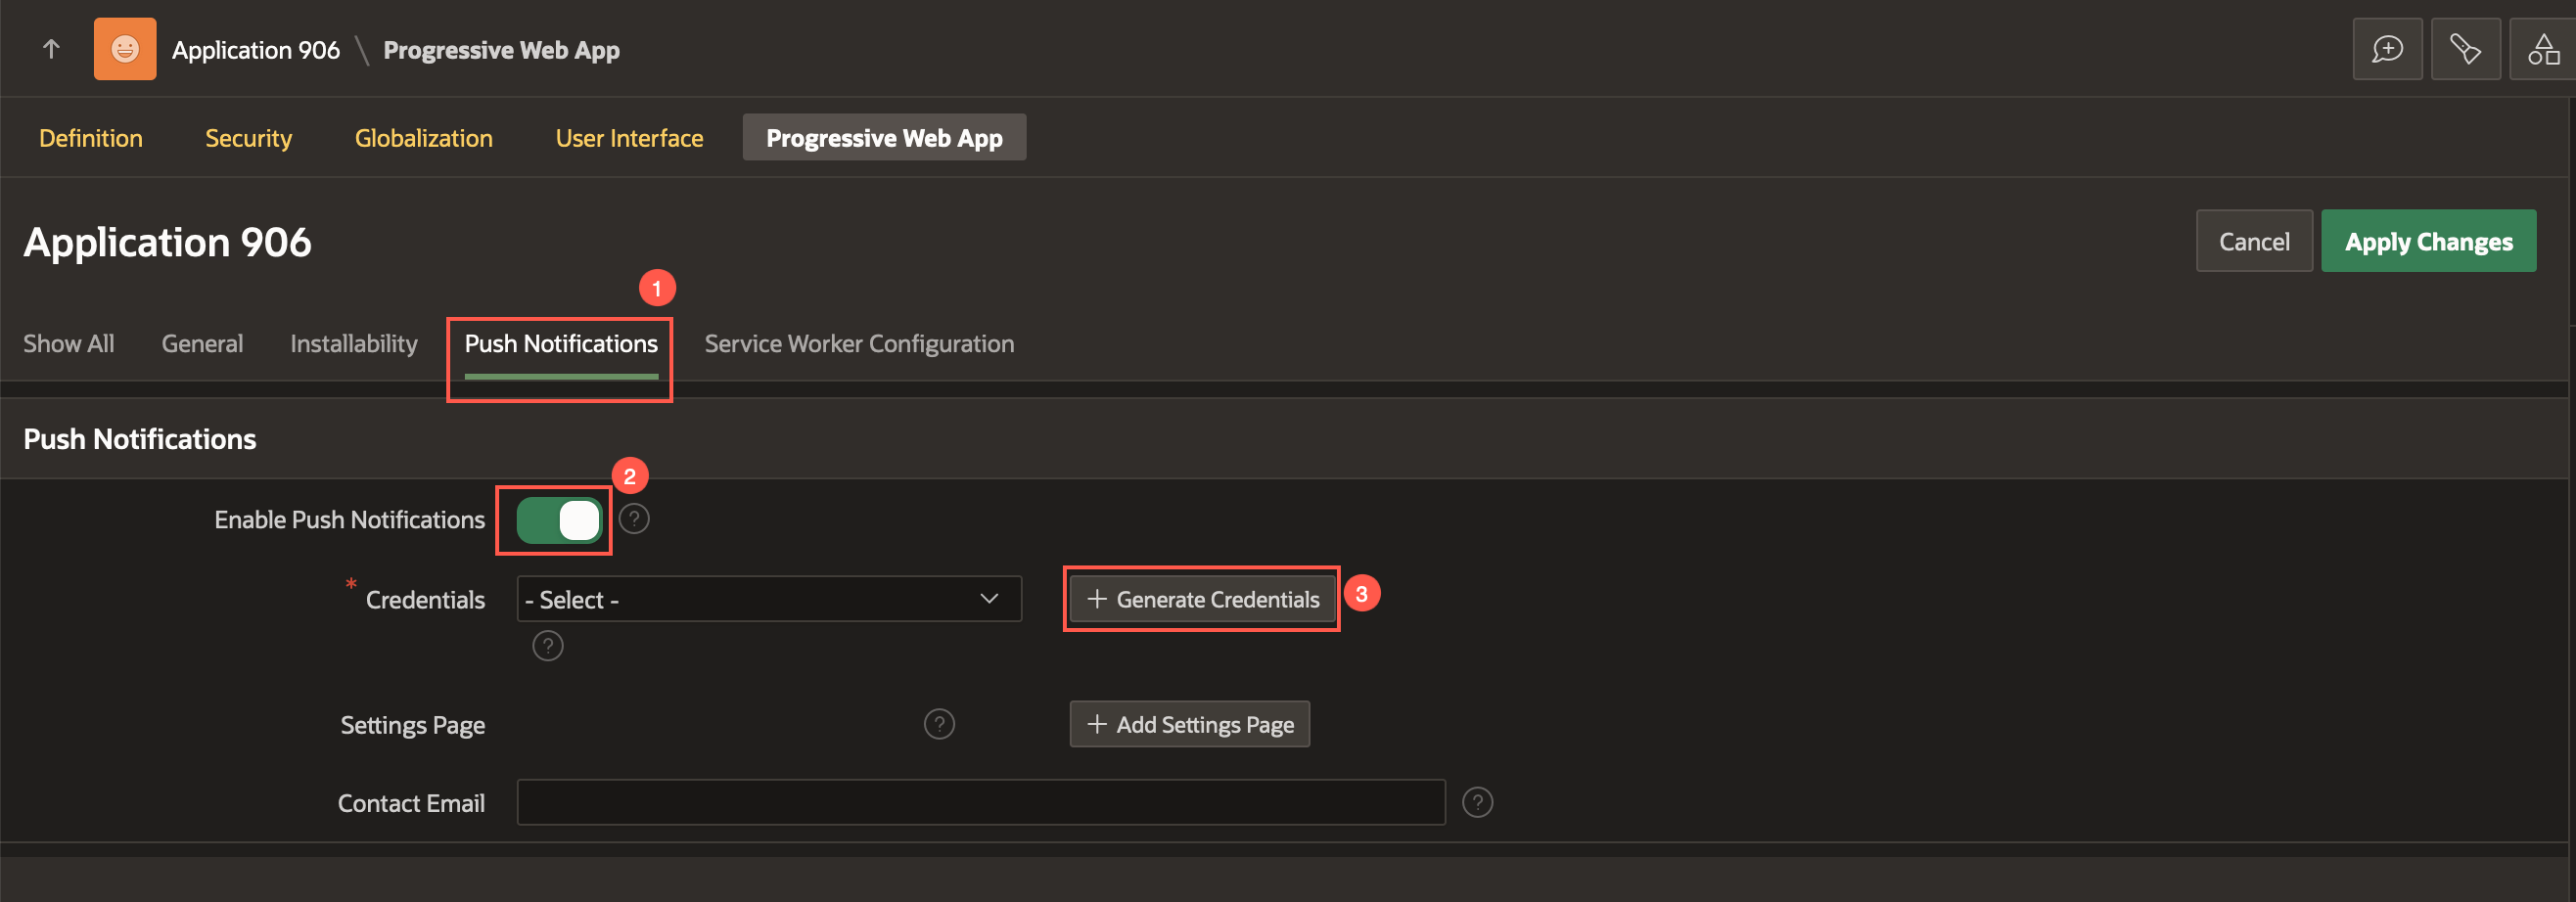 Application 906 \ Progressive Web App
Definition Security Globalization User Interface Progressive Web App
Application 906
Cancel Apply Changes
1
Show All General Installability Push Notifications Service Worker Configuration
Push Notifications
2
Enable Push Notifications ?
* Credentials - Select - + Generate Credentials 3
?
Settings Page ? + Add Settings Page
Contact Email ?